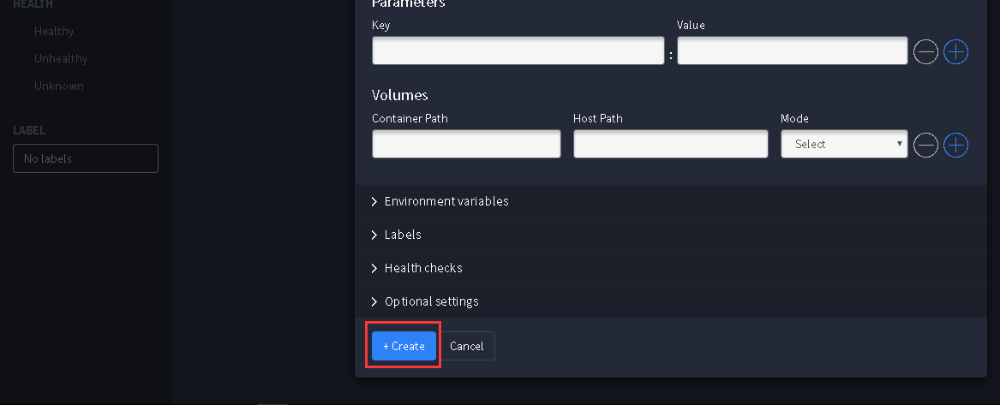 HEALTH
Healthy
Unhealthy
Unknown
LABEL
No labels
Parameters
Key Value
:
Volumes
Container Path Host Path Mode
Select
Environment variables
Labels
Health checks
Optional settings
+ Create Cancel